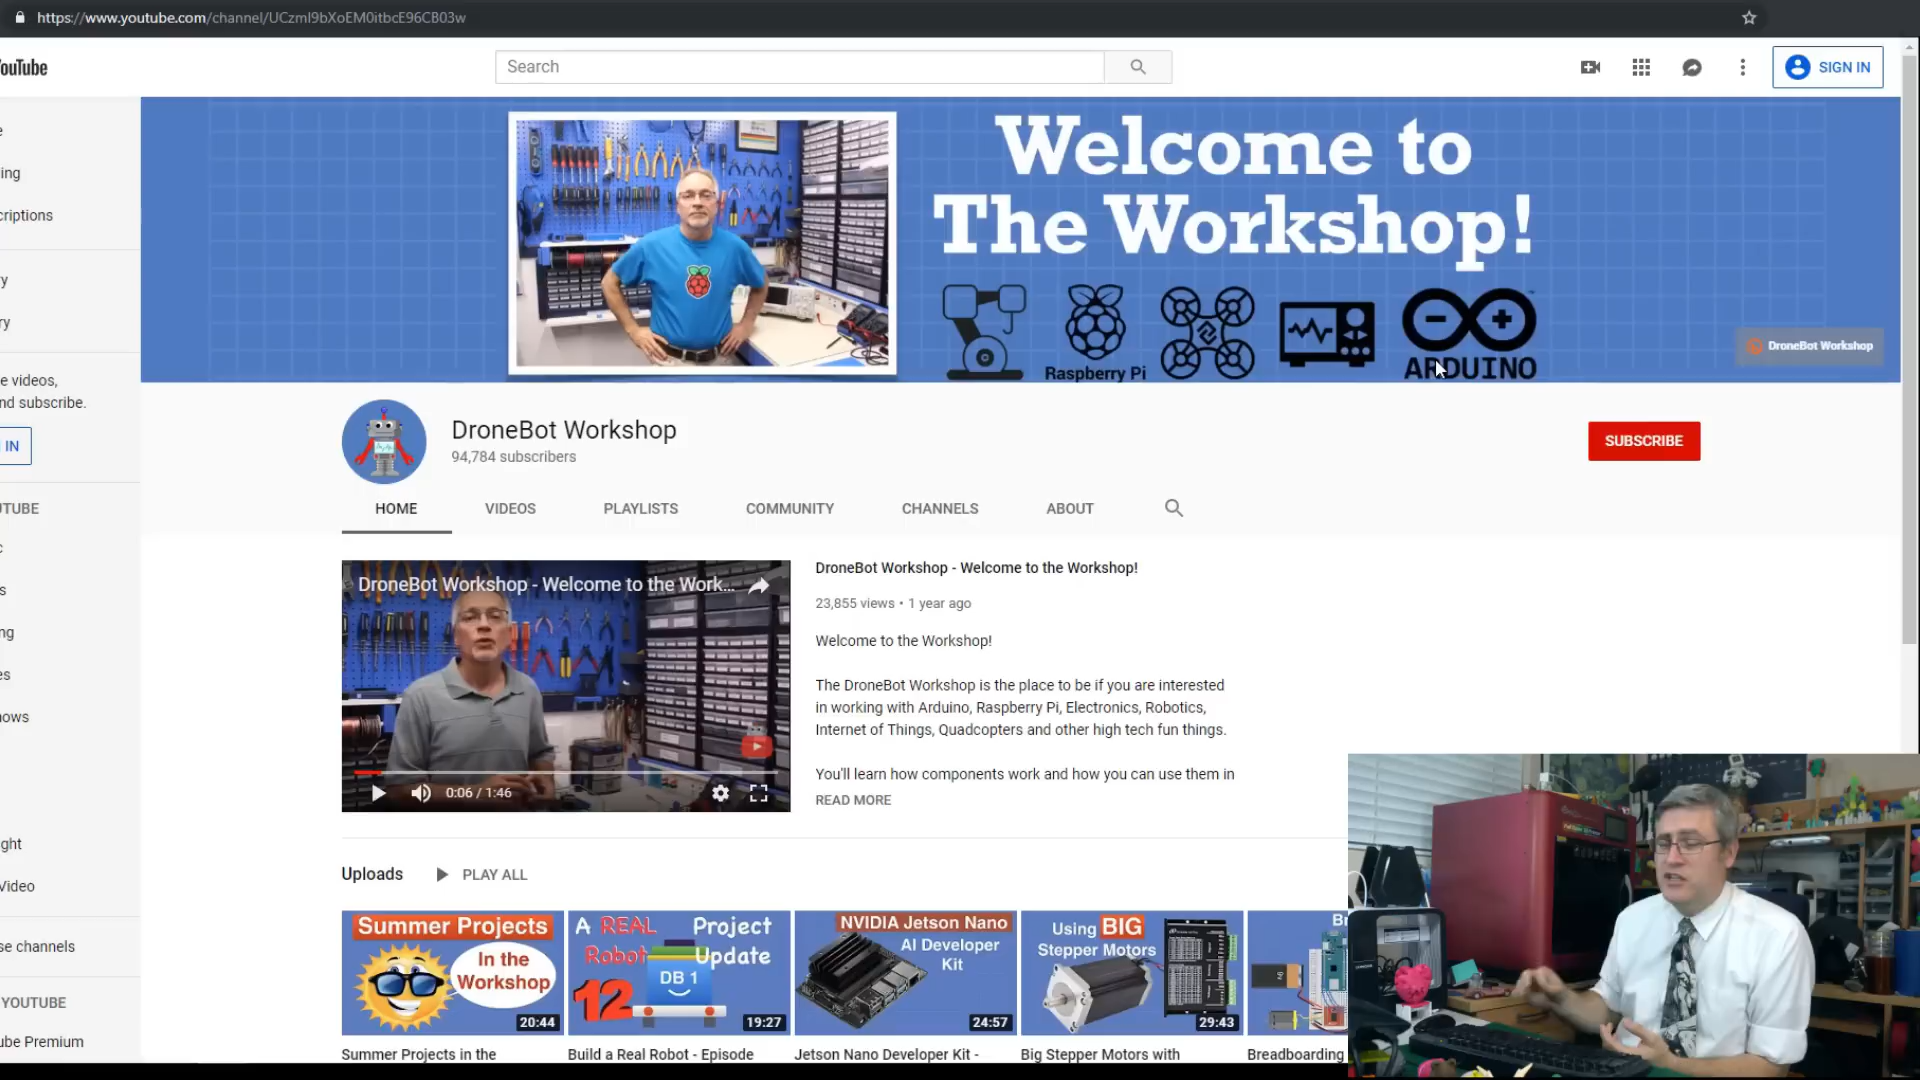 https://www.youtube.com/channel/UCzml9bXoEM0itbcE96CB03w
ouTube
Search
SIGN IN
Welcome to
The Workshop!
Raspberry Pi
ARDUINO
DroneBot Workshop
e
ing
criptions
y
ry
e videos,
nd subscribe.
IN
TUBE
c
s
ng
es
hows
ght
Video
se channels
YOUTUBE
ube Premium
DroneBot Workshop
94,784 subscribers
SUBSCRIBE
HOME
VIDEOS
PLAYLISTS
COMMUNITY
CHANNELS
ABOUT
DroneBot Workshop - Welcome to the Work...
0:06 / 1:46
DroneBot Workshop - Welcome to the Workshop!
23,855 views • 1 year ago
Welcome to the Workshop!
The DroneBot Workshop is the place to be if you are interested
in working with Arduino, Raspberry Pi, Electronics, Robotics,
Internet of Things, Quadcopters and other high tech fun things.
You'll learn how components work and how you can use them in
READ MORE
Uploads
PLAY ALL
Summer Projects
In the
Workshop
20:44
A REAL Project
Robot Update
DB 1
12
19:27
NVIDIA Jetson Nano
AI Developer
Kit
24:57
Using BIG
Stepper Motors
29:43
Br
Summer Projects in the
Build a Real Robot - Episode
Jetson Nano Developer Kit -
Big Stepper Motors with
Breadboarding